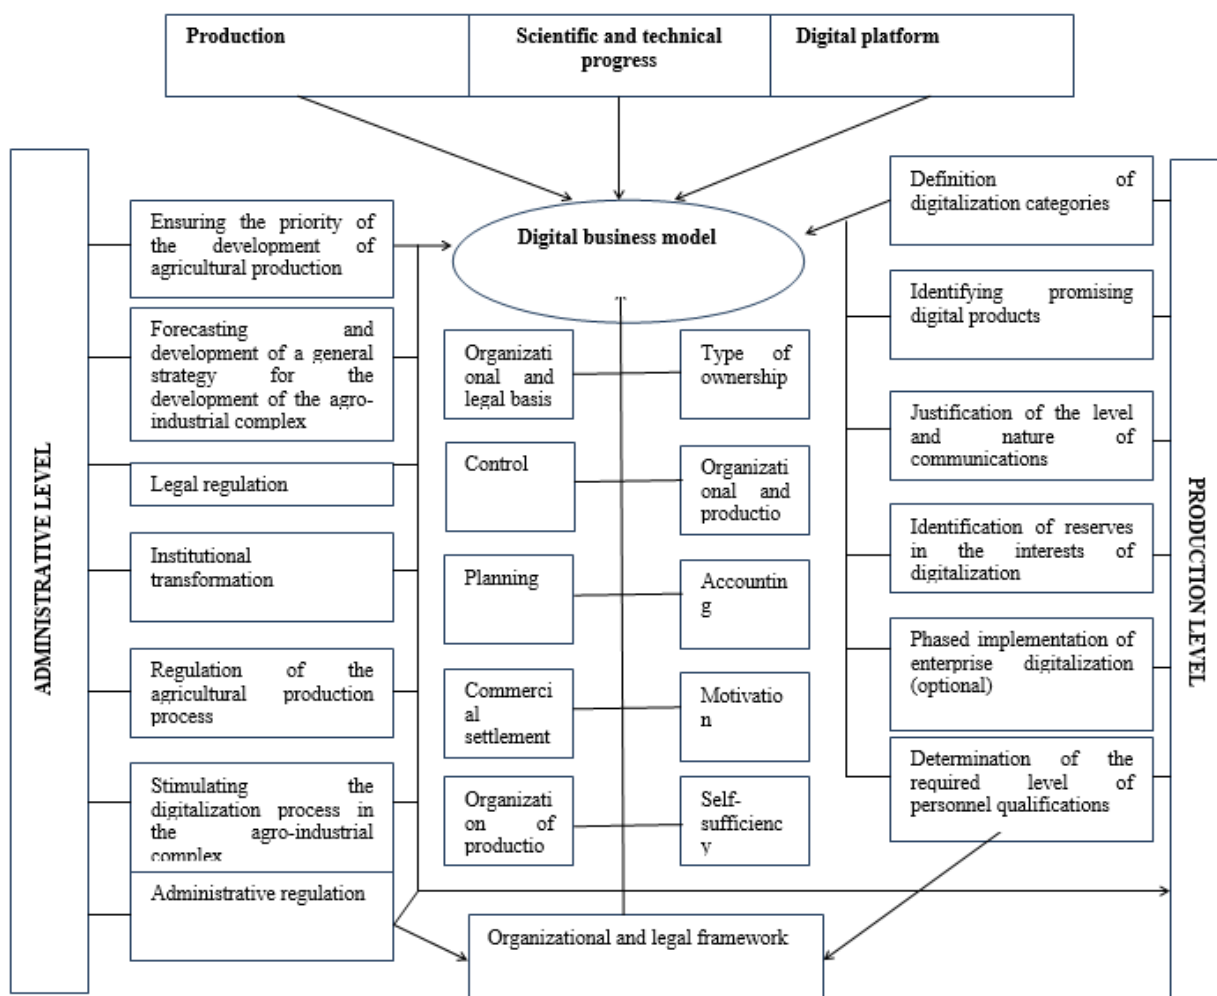 Production
Scientific and technical
progress
Digital platform
ADMINISTRATIVE LEVEL
Ensuring the priority of
the development of
agricultural production
Forecasting and
development of a general
strategy for the
development of the agro-
industrial complex
Legal regulation
Institutional
transformation
Regulation of the
agricultural production
process
Stimulating the
digitalization process in
the agro-industrial
complex
Administrative regulation
Digital business model
Organizati
onal and
legal basis
Type of
ownership
Control
Organizati
onal and
productio
Planning
Accountin
g
Commerci
al
settlement
Motivatio
n
Organizati
on of
productio
Self-
sufficienc
y
Organizational and legal framework
Definition of
digitalization categories
Identifying promising
digital products
Justification of the level
and nature of
communications
Identification of reserves
in the interests of
digitalization
Phased implementation of
enterprise digitalization
(optional)
Determination of the
required level of
personnel qualifications
PRODUCTION LEVEL